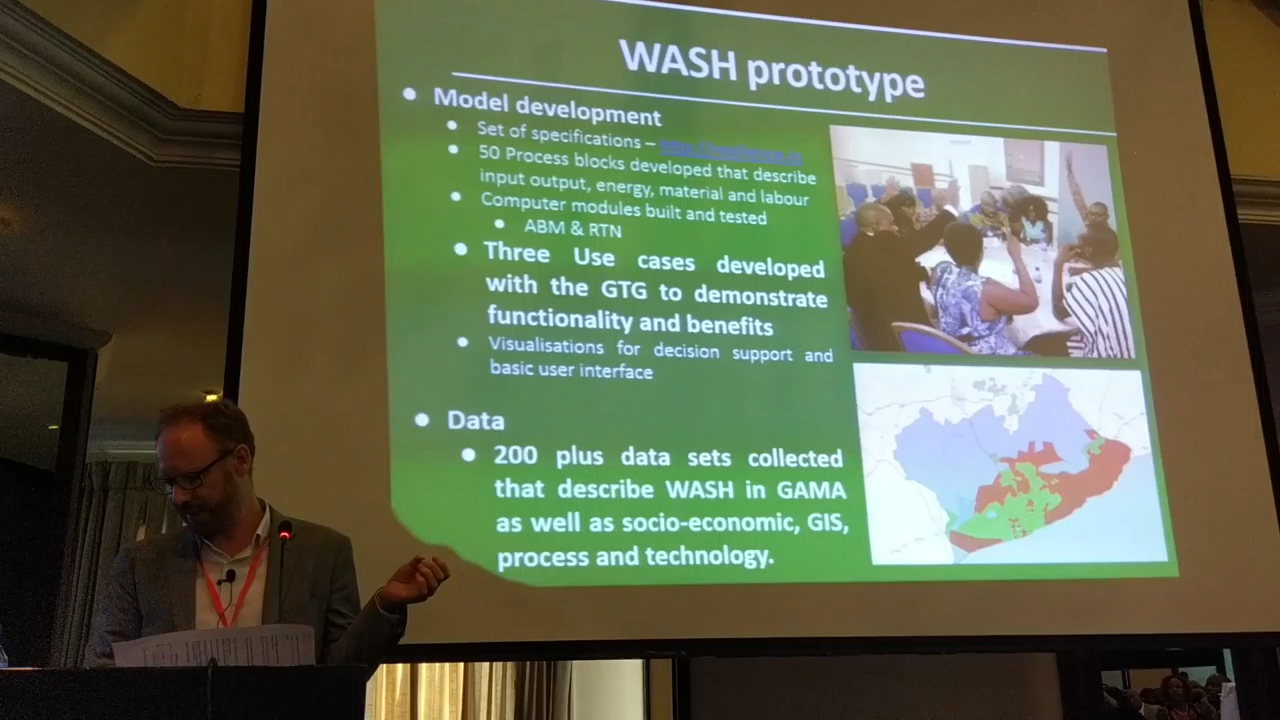 WASH prototype
• Model development
• Set of specifications –
• 50 Process blocks developed that describe
input output, energy, material and labour
• Computer modules built and tested
• ABM & RTN
• Three Use cases developed
with the GTG to demonstrate
functionality and benefits
• Visualisations for decision support and
basic user interface
• Data
• 200 plus data sets collected
that describe WASH in GAMA
as well as socio-economic, GIS,
process and technology.